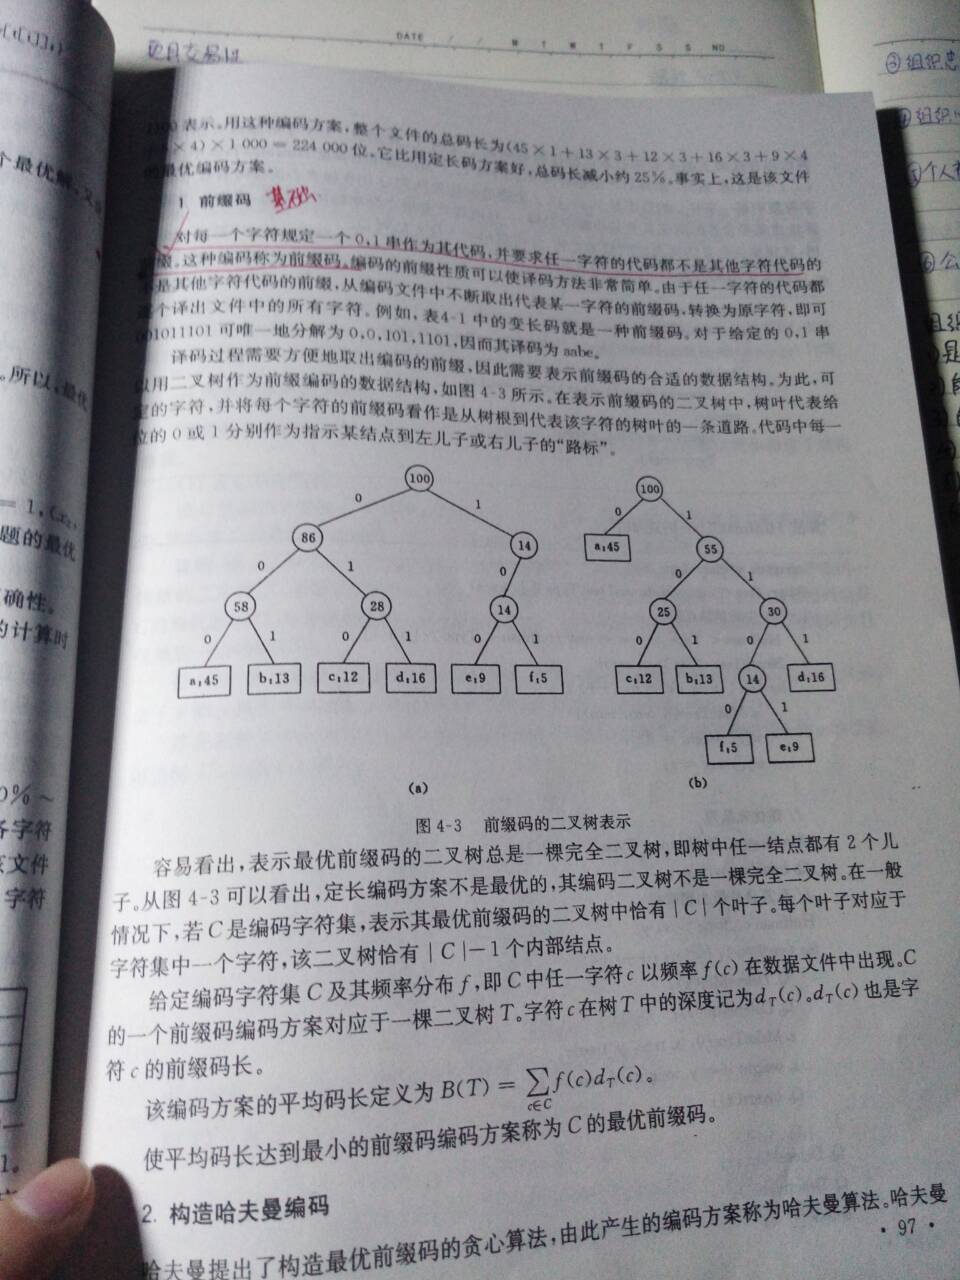 DATE / / M T W T F S S NO.
③组织忠
个最优解,又
表示。用这种编码方案,整个文件的总码长为(45×1+13×3+12×3+16×3+9×4
×4)×1 000=224 000位。它比用定长码方案好,总码长减小约25%。事实上,这是该文件
最优编码方案。
1 前缀码 基础
对每一个字符规定一个0,1串作为其代码,并要求任一字符的代码都不是其他字符代码的
缀。这种编码称为前缀码。编码的前缀性质可以使译码方法非常简单。由于任一字符的代码都
是其他字符代码的前缀,从编码文件中不断取出代表某一字符的前缀码,转换为原字符,即可
个译出文件中的所有字符。例如,表4-1中的变长码就是一种前缀码。对于给定的0,1串
001011101可唯一地分解为0,0,101,1101,因而其译码为aabe。
译码过程需要方便地取出编码的前缀,因此需要表示前缀码的合适的数据结构。为此,可
以用二叉树作为前缀编码的数据结构,如图4-3所示。在表示前缀码的二叉树中,树叶代表给
定的字符,并将每个字符的前缀码看作是从树根到代表该字符的树叶的一条道路。代码中每一
位的0或1分别作为指示某结点到左儿子或右儿子的“路标”。
100 100
0 1 0 1
86 14 a:45 55
0 1 0 0 1
58 28 14 25 30
0 1 0 1 0 1 0 1 0 1
a:45 b:13 c:12 d:16 e:9 f:5 c:12 b:13 14 d:16
0 1
f:5 e:9
(a) (b)
图4-3 前缀码的二叉树表示
容易看出,表示最优前缀码的二叉树总是一棵完全二叉树,即树中任一结点都有2个儿
子。从图4-3可以看出,定长编码方案不是最优的,其编码二叉树不是一棵完全二叉树。在一般
情况下,若C是编码字符集,表示其最优前缀码的二叉树中恰有|C|个叶子。每个叶子对应于
字符集中一个字符,该二叉树恰有|C|-1个内部结点。
给定编码字符集C及其频率分布f,即C中任一字符c以频率f(c)在数据文件中出现。C
的一个前缀码编码方案对应于一棵二叉树T。字符c在树T中的深度记为d_T(c)。d_T(c)也是字
符c的前缀码长。
该编码方案的平均码长定义为B(T)=∑_{c∈C} f(c)d_T(c)。
使平均码长达到最小的前缀码编码方案称为C的最优前缀码。
2. 构造哈夫曼编码
哈夫曼提出了构造最优前缀码的贪心算法,由此产生的编码方案称为哈夫曼算法。哈夫曼
· 97 ·